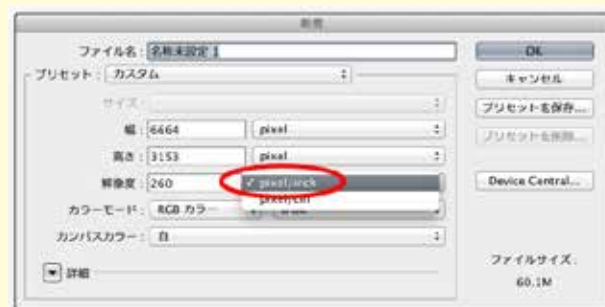 新規
ファイル名: 名称未設定 1
OK
プリセット: カスタム
キャンセル
サイズ:
プリセットを保存...
幅: 6664 pixel
プリセットを削除...
高さ: 3153 pixel
解像度: 260 ✓ pixel/inch
pixel/cm
Device Central...
カラーモード: RGB カラー
カンバスカラー: 白
詳細
ファイルサイズ:
60.1M